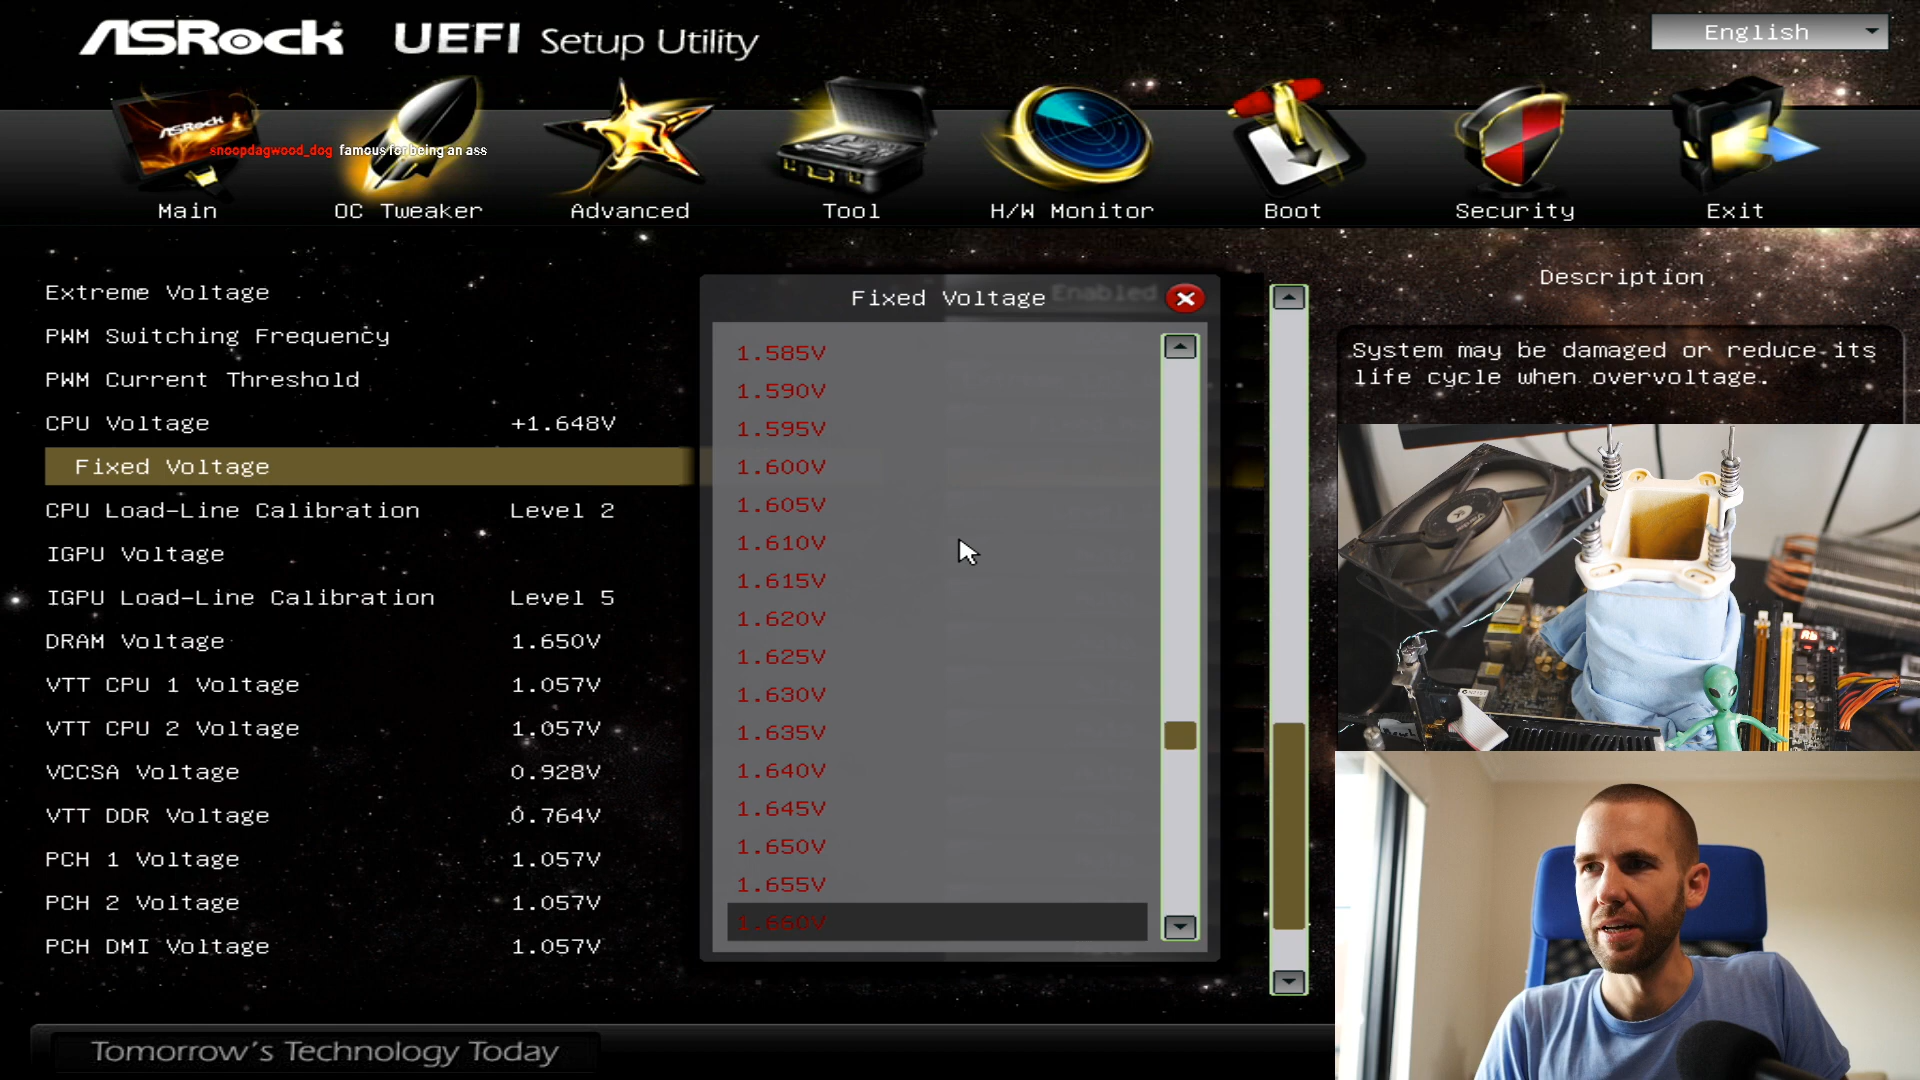 ASRock UEFI Setup Utility
English
ASRock
snoopdagwood_dog famous for being an ass
Main
OC Tweaker
Advanced
Tool
H/W Monitor
Boot
Security
Exit
Extreme Voltage
PWM Switching Frequency
PWM Current Threshold
CPU Voltage +1.648V
Fixed Voltage
CPU Load-Line Calibration Level 2
IGPU Voltage
IGPU Load-Line Calibration Level 5
DRAM Voltage 1.650V
VTT CPU 1 Voltage 1.057V
VTT CPU 2 Voltage 1.057V
VCCSA Voltage 0.928V
VTT DDR Voltage 0.764V
PCH 1 Voltage 1.057V
PCH 2 Voltage 1.057V
PCH DMI Voltage 1.057V
Fixed Voltage
Enabled
1.585V
1.590V
1.595V
1.600V
1.605V
1.610V
1.615V
1.620V
1.625V
1.630V
1.635V
1.640V
1.645V
1.650V
1.655V
1.660V
Description
System may be damaged or reduce its
life cycle when overvoltage.
Tomorrow's Technology Today